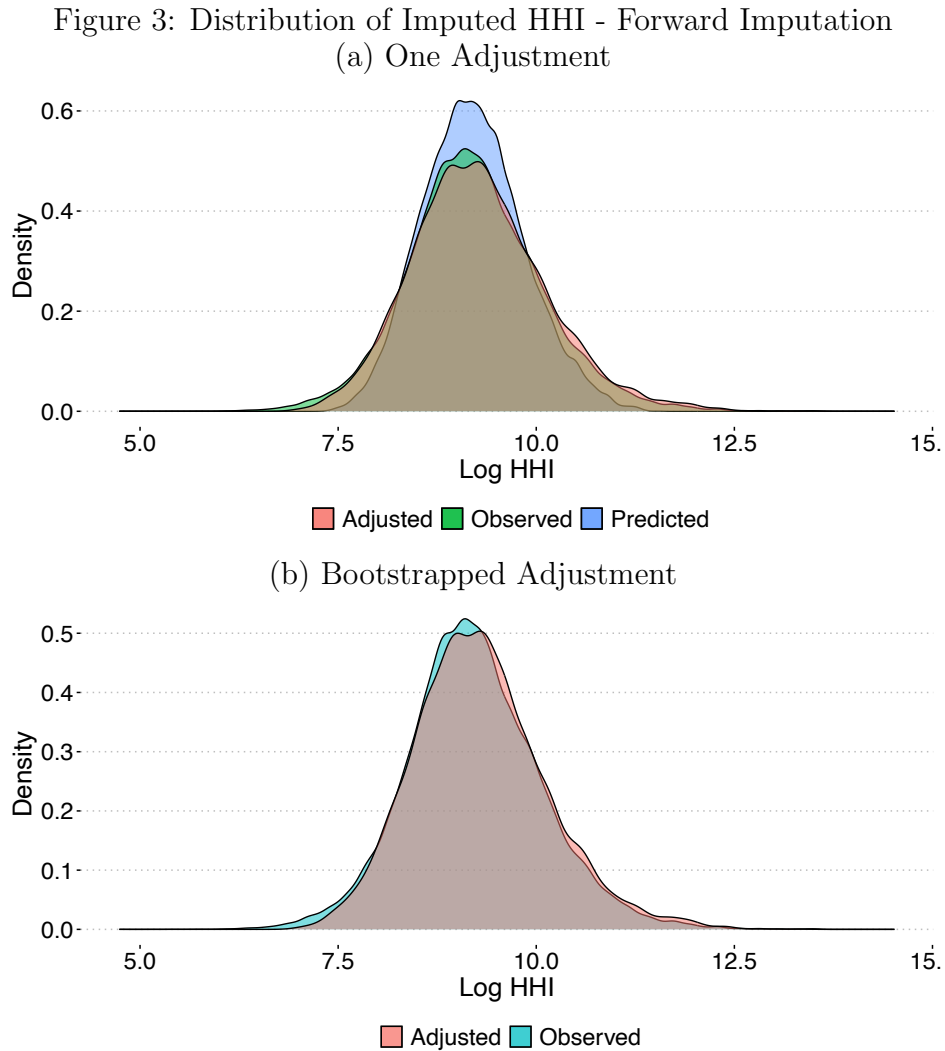 Figure 3: Distribution of Imputed HHI - Forward Imputation
(a) One Adjustment
0.6
0.4
0.2
0.0
Density
5.0 7.5 10.0 12.5 15.
Log HHI
Adjusted Observed Predicted
(b) Bootstrapped Adjustment
0.5
0.4
0.3
0.2
0.1
0.0
Density
5.0 7.5 10.0 12.5 15.
Log HHI
Adjusted Observed